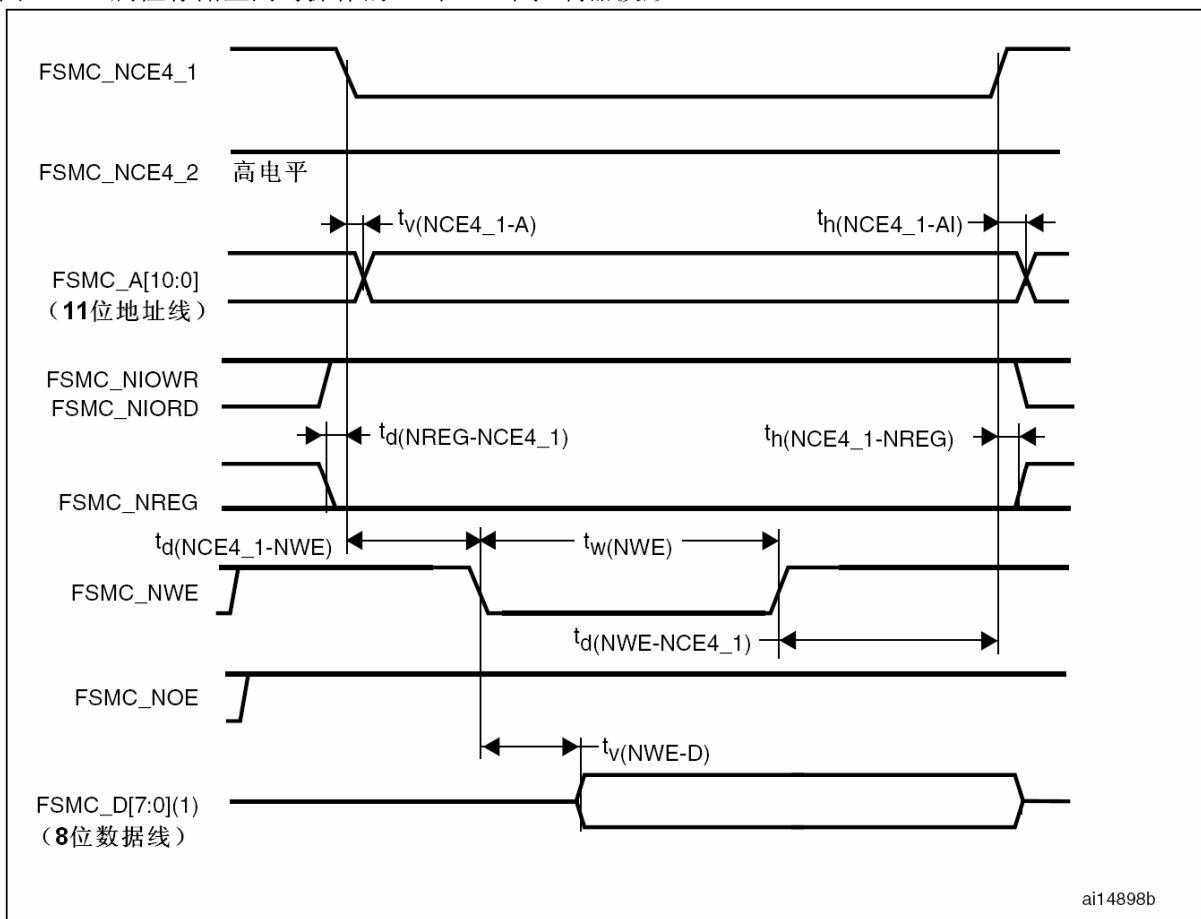 FSMC_NCE4_1
FSMC_NCE4_2 高电平
tv(NCE4_1-A)
th(NCE4_1-AI)
FSMC_A[10:0]
（11位地址线）
FSMC_NIOWR
FSMC_NIORD
td(NREG-NCE4_1)
th(NCE4_1-NREG)
FSMC_NREG
td(NCE4_1-NWE)
tw(NWE)
FSMC_NWE
td(NWE-NCE4_1)
FSMC_NOE
tv(NWE-D)
FSMC_D[7:0](1)
（8位数据线）
ai14898b